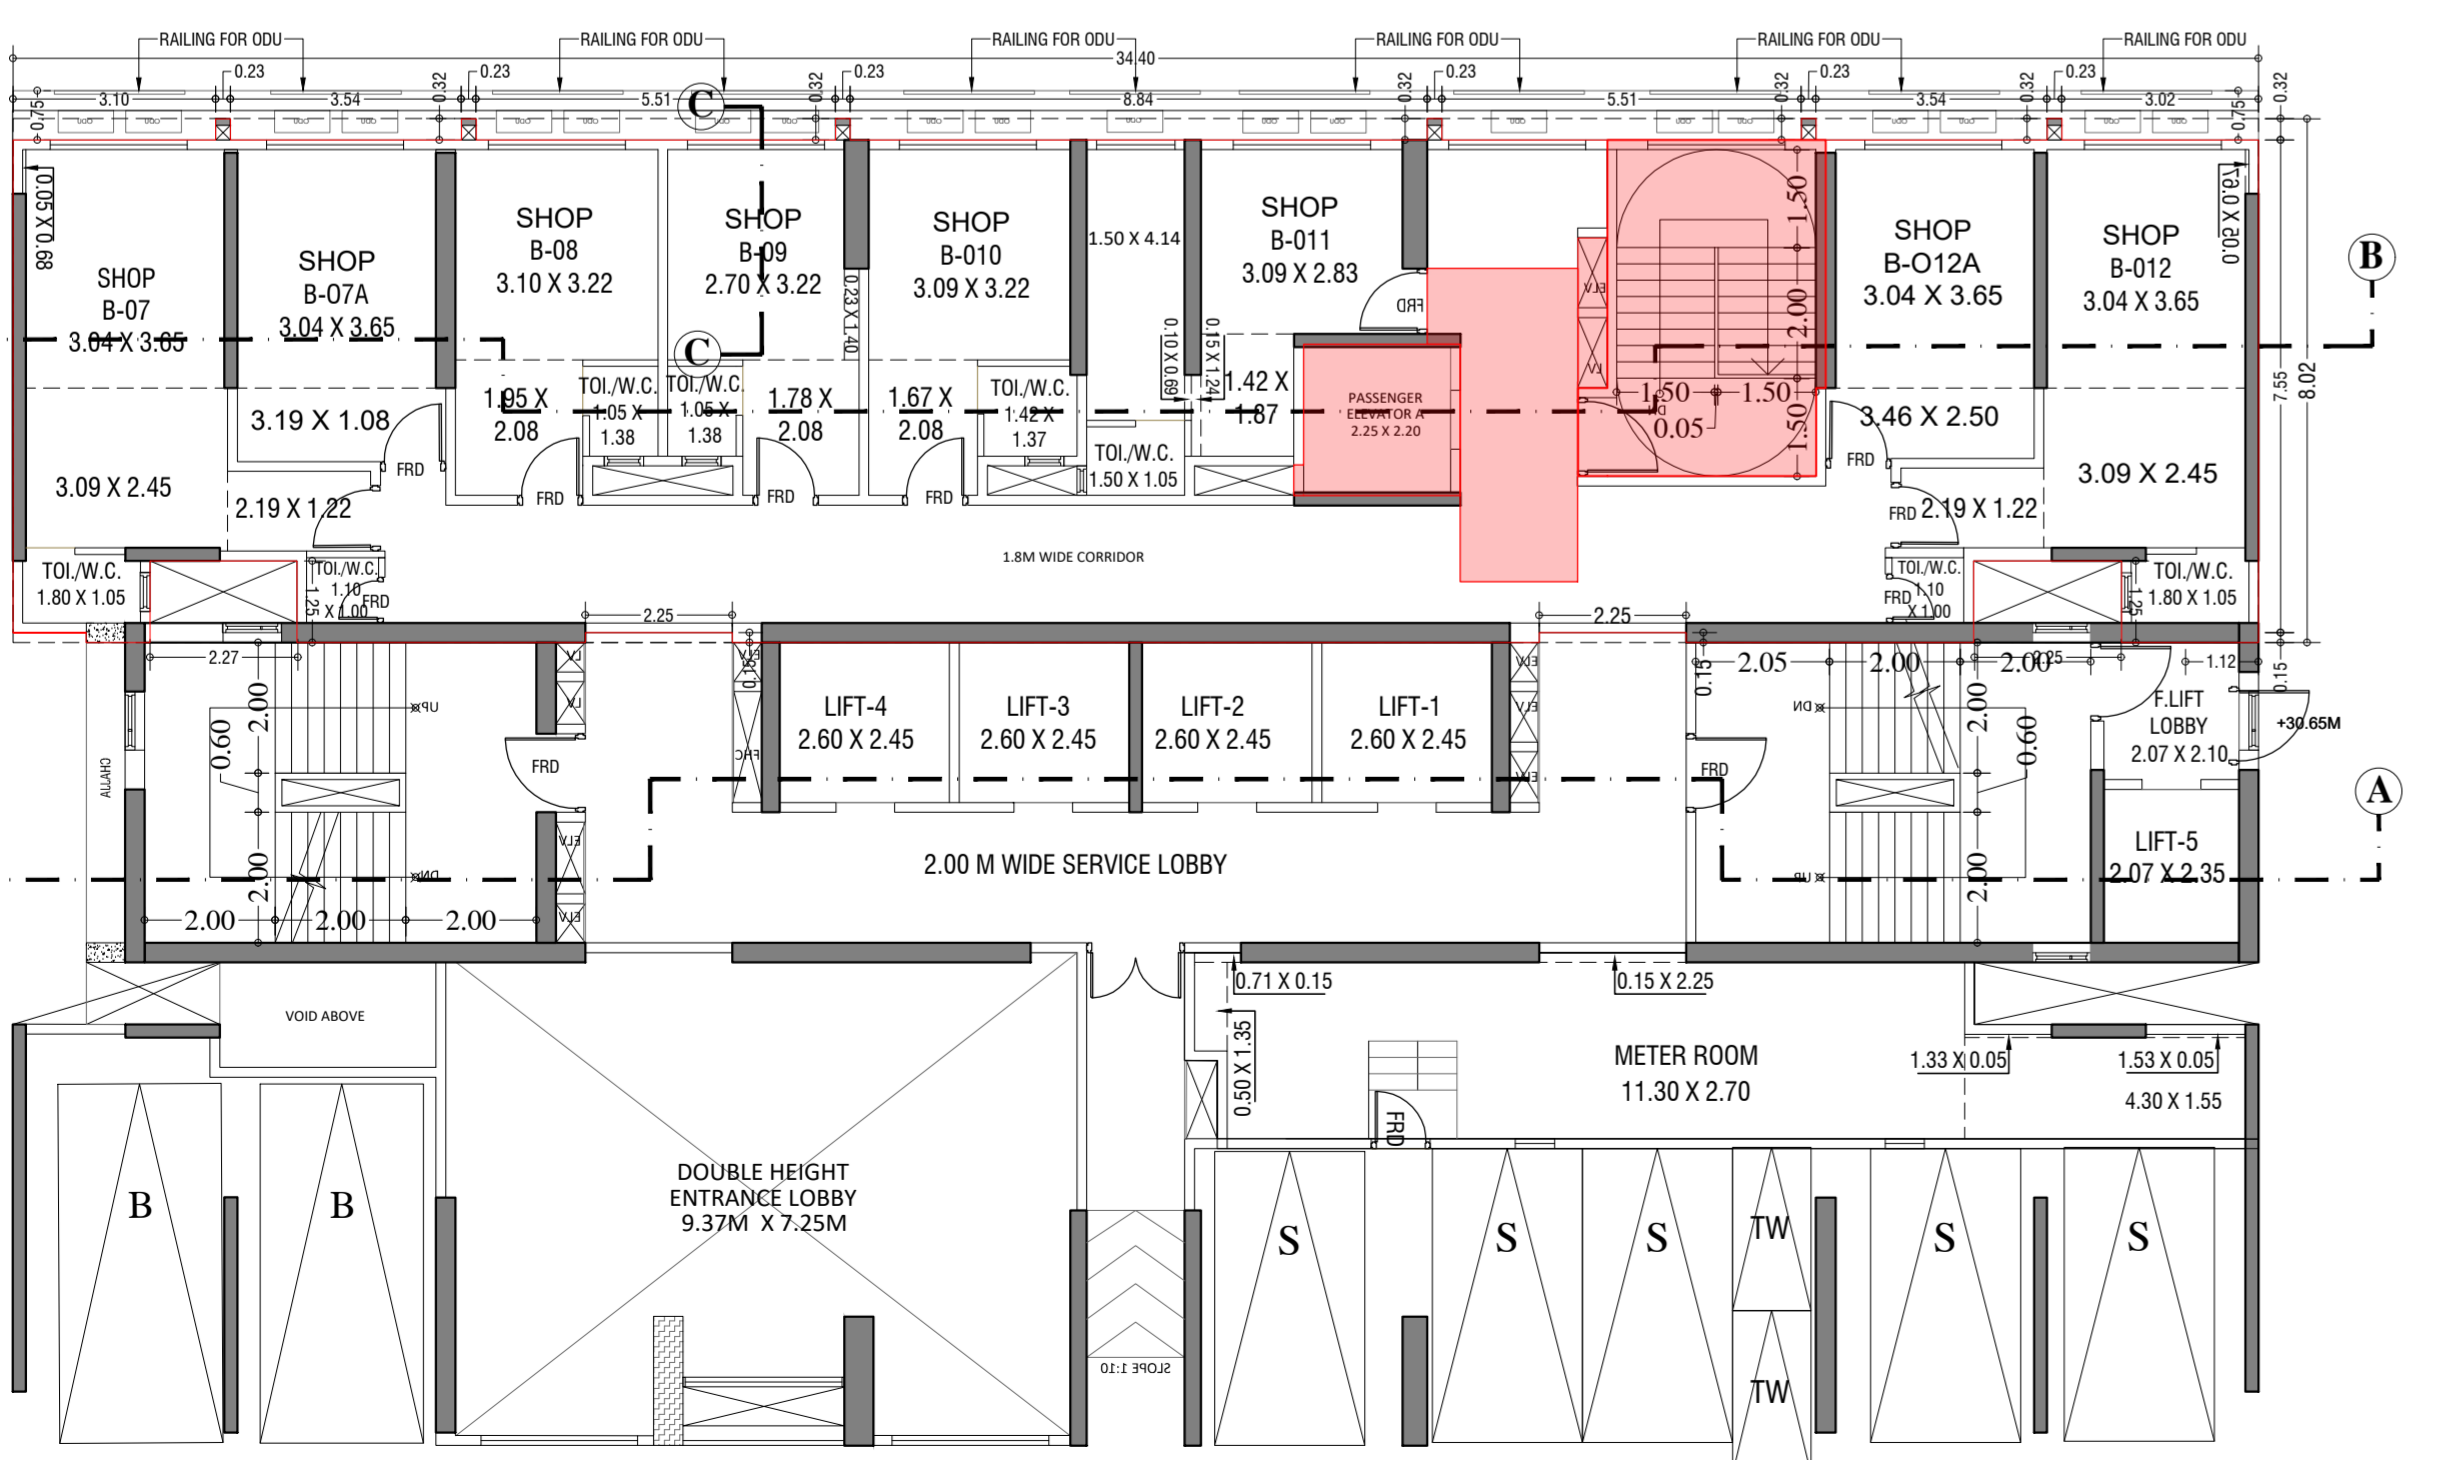 RAILING FOR ODU
RAILING FOR ODU
RAILING FOR ODU
RAILING FOR ODU
RAILING FOR ODU
RAILING FOR ODU
34.40
0.23
0.23
0.23
0.23
0.23
0.23
0.75
3.10
3.54
0.32
5.51
0.32
8.84
0.32
5.51
0.32
3.54
0.32
3.02
0.75
0.32
C
0.05 X 0.68
SHOP
B-07
3.04 X 3.65
SHOP
B-O7A
3.04 X 3.65
SHOP
B-08
3.10 X 3.22
SHOP
B-09
2.70 X 3.22
0.23 X 1.40
SHOP
B-010
3.09 X 3.22
1.50 X 4.14
SHOP
B-011
3.09 X 2.83
FRD
ELV
LV
1.50
2.00
1.50
1.50
1.50
0.05
DN
SHOP
B-O12A
3.04 X 3.65
SHOP
B-012
3.04 X 3.65
B
7.55
8.02
C
3.19 X 1.08
1.95 X
2.08
TOI./W.C.
1.05 X
1.38
TOI./W.C.
1.05 X
1.38
1.78 X
2.08
1.67 X
2.08
TOI./W.C.
1.42 X
1.37
0.10 X 0.69
0.15 X 1.24
1.42 X
1.87
PASSENGER
ELEVATOR A
2.25 X 2.20
3.46 X 2.50
3.09 X 2.45
2.19 X 1.22
FRD
FRD
FRD
FRD
TOI./W.C.
1.50 X 1.05
FRD
FRD
2.19 X 1.22
3.09 X 2.45
TOI./W.C.
1.80 X 1.05
1.25
TOI./W.C.
1.10
X 1.00
FRD
1.8M WIDE CORRIDOR
TOI./W.C.
1.10
X 1.00
FRD
1.25
TOI./W.C.
1.80 X 1.05
2.25
2.25
2.27
2.00
0.60
2.00
UP
DN
2.00
2.00
2.00
CHAJJA
LV
LV
FRD
ELV
ELV
ELV
0.15
FHC
LIFT-4
2.60 X 2.45
LIFT-3
2.60 X 2.45
LIFT-2
2.60 X 2.45
LIFT-1
2.60 X 2.45
ELV
ELV
ELV
0.15
2.05
2.00
2.00
2.25
1.12
0.15
FRD
DN
UP
2.00
0.60
2.00
F.LIFT
LOBBY
2.07 X 2.10
+30.65M
A
LIFT-5
2.07 X 2.35
2.00 M WIDE SERVICE LOBBY
VOID ABOVE
0.71 X 0.15
0.15 X 2.25
0.50 X 1.35
METER ROOM
11.30 X 2.70
1.33 X 0.05
1.53 X 0.05
4.30 X 1.55
FRD
DOUBLE HEIGHT
ENTRANCE LOBBY
9.37M X 7.25M
B
B
S
S
S
TW
S
S
SLOPE 1:10
TW